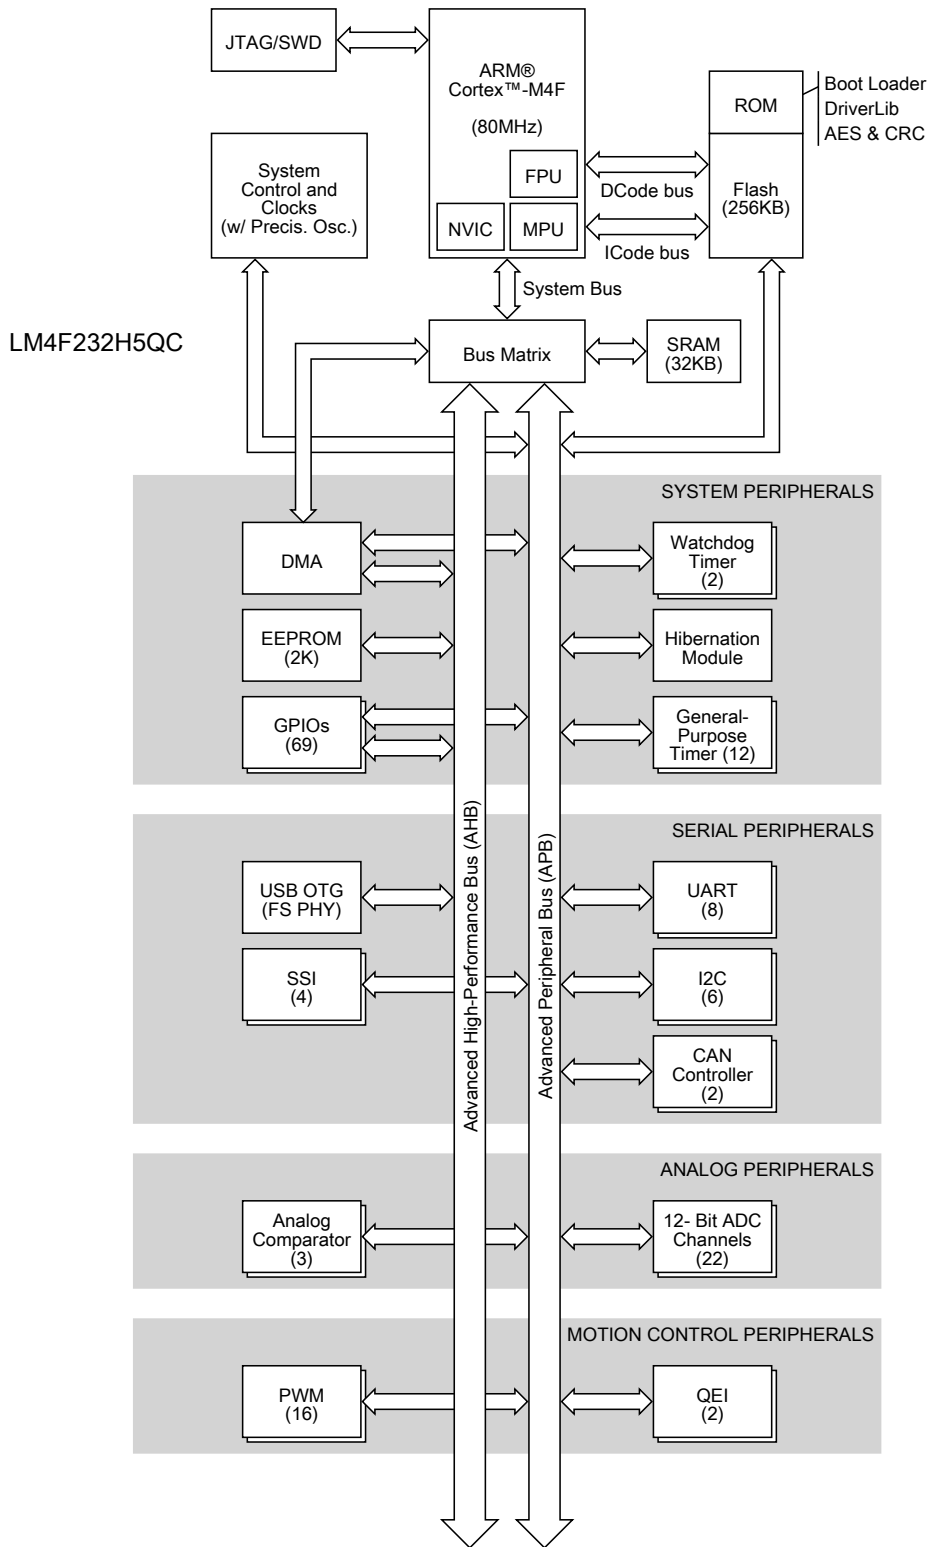 JTAG/SWD
ARM®
Cortex™-M4F
(80MHz)
FPU
NVIC
MPU
ROM
Boot Loader
DriverLib
AES & CRC
System
Control and
Clocks
(w/ Precis. Osc.)
DCode bus
Flash
(256KB)
ICode bus
System Bus
LM4F232H5QC
Bus Matrix
SRAM
(32KB)
SYSTEM PERIPHERALS
DMA
Watchdog
Timer
(2)
EEPROM
(2K)
Hibernation
Module
GPIOs
(69)
General-
Purpose
Timer (12)
Advanced High-Performance Bus (AHB)
Advanced Peripheral Bus (APB)
SERIAL PERIPHERALS
USB OTG
(FS PHY)
UART
(8)
SSI
(4)
I2C
(6)
CAN
Controller
(2)
ANALOG PERIPHERALS
Analog
Comparator
(3)
12- Bit ADC
Channels
(22)
MOTION CONTROL PERIPHERALS
PWM
(16)
QEI
(2)